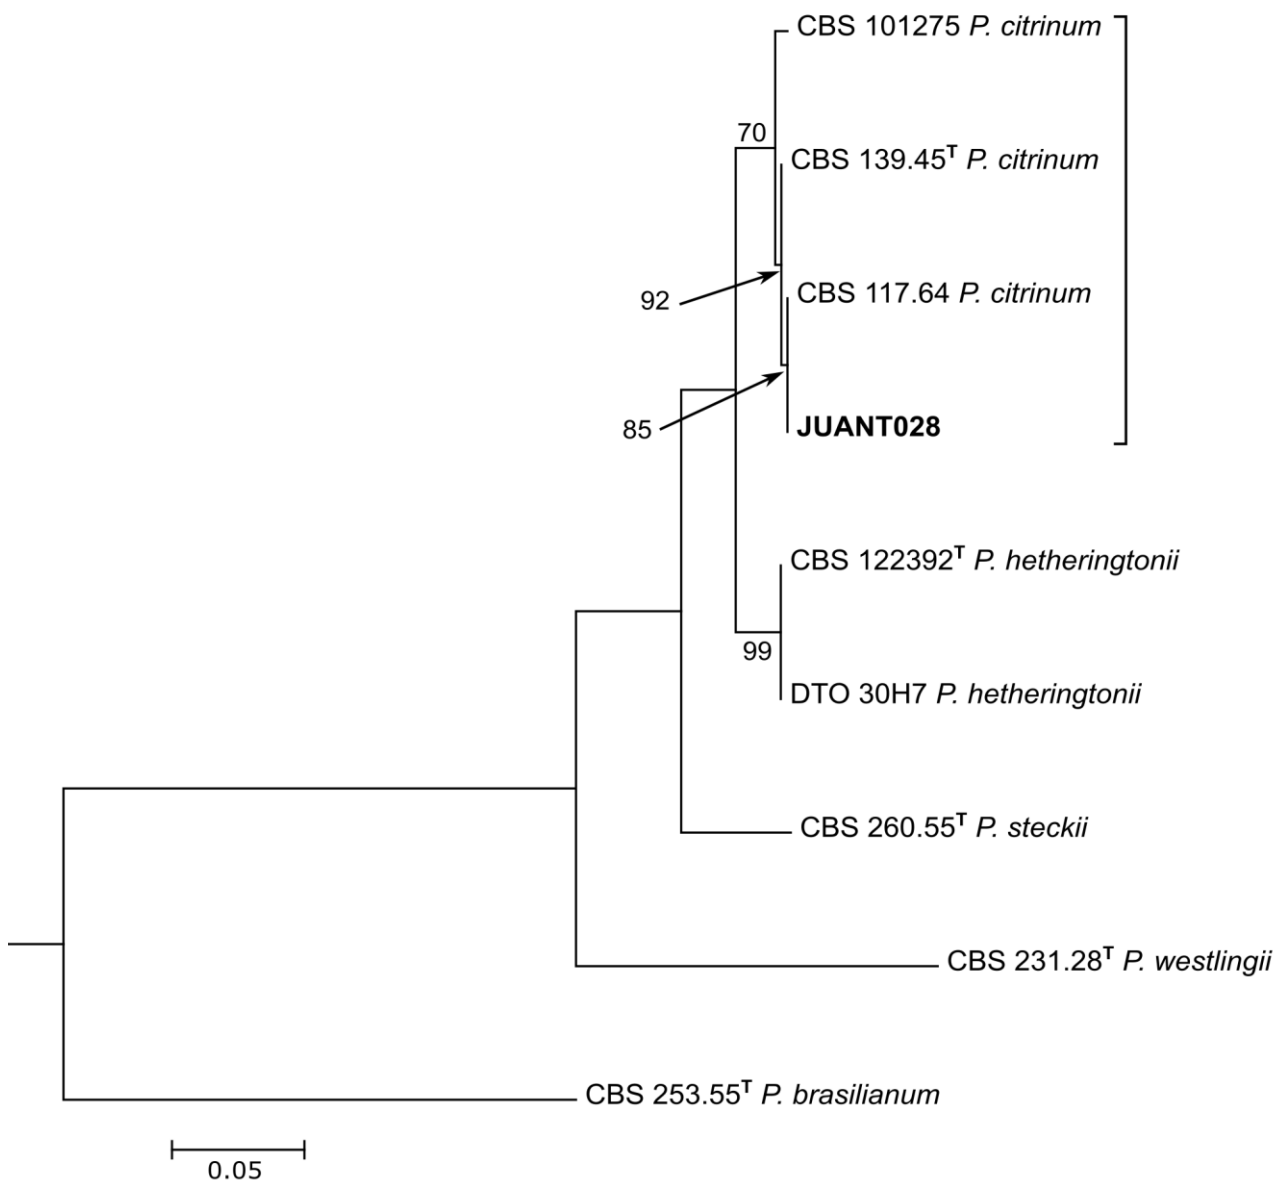 CBS 101275 P. citrinum
70
CBS 139.45ᵀ P. citrinum
92
CBS 117.64 P. citrinum
85
JUANT028
CBS 122392ᵀ P. hetheringtonii
99
DTO 30H7 P. hetheringtonii
CBS 260.55ᵀ P. steckii
CBS 231.28ᵀ P. westlingii
CBS 253.55ᵀ P. brasilianum
0.05